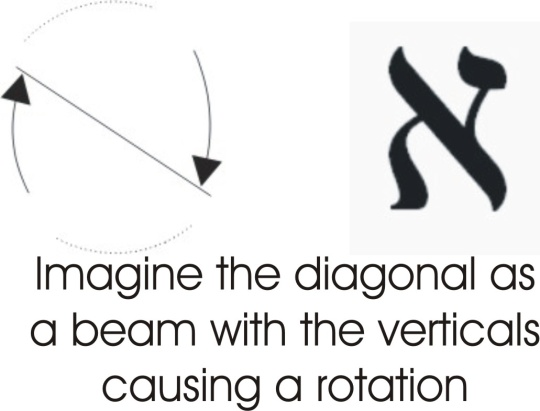 א
Imagine the diagonal as
a beam with the verticals
causing a rotation